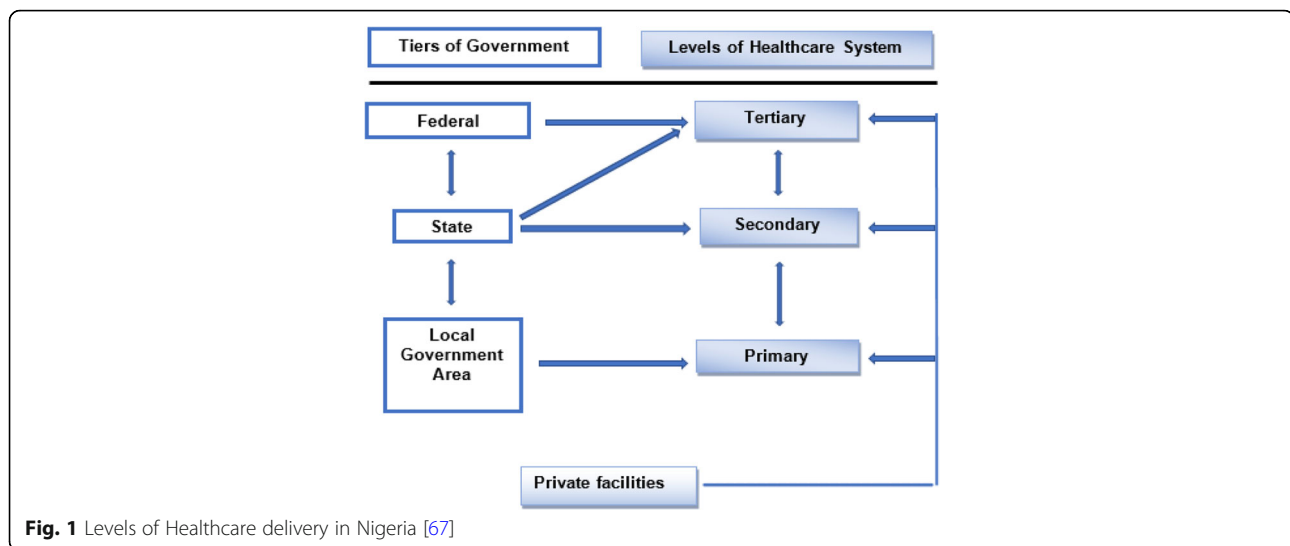 Tiers of Government
Levels of Healthcare System
Federal
Tertiary
State
Secondary
Local
Government
Area
Primary
Private facilities
Fig. 1 Levels of Healthcare delivery in Nigeria [67]